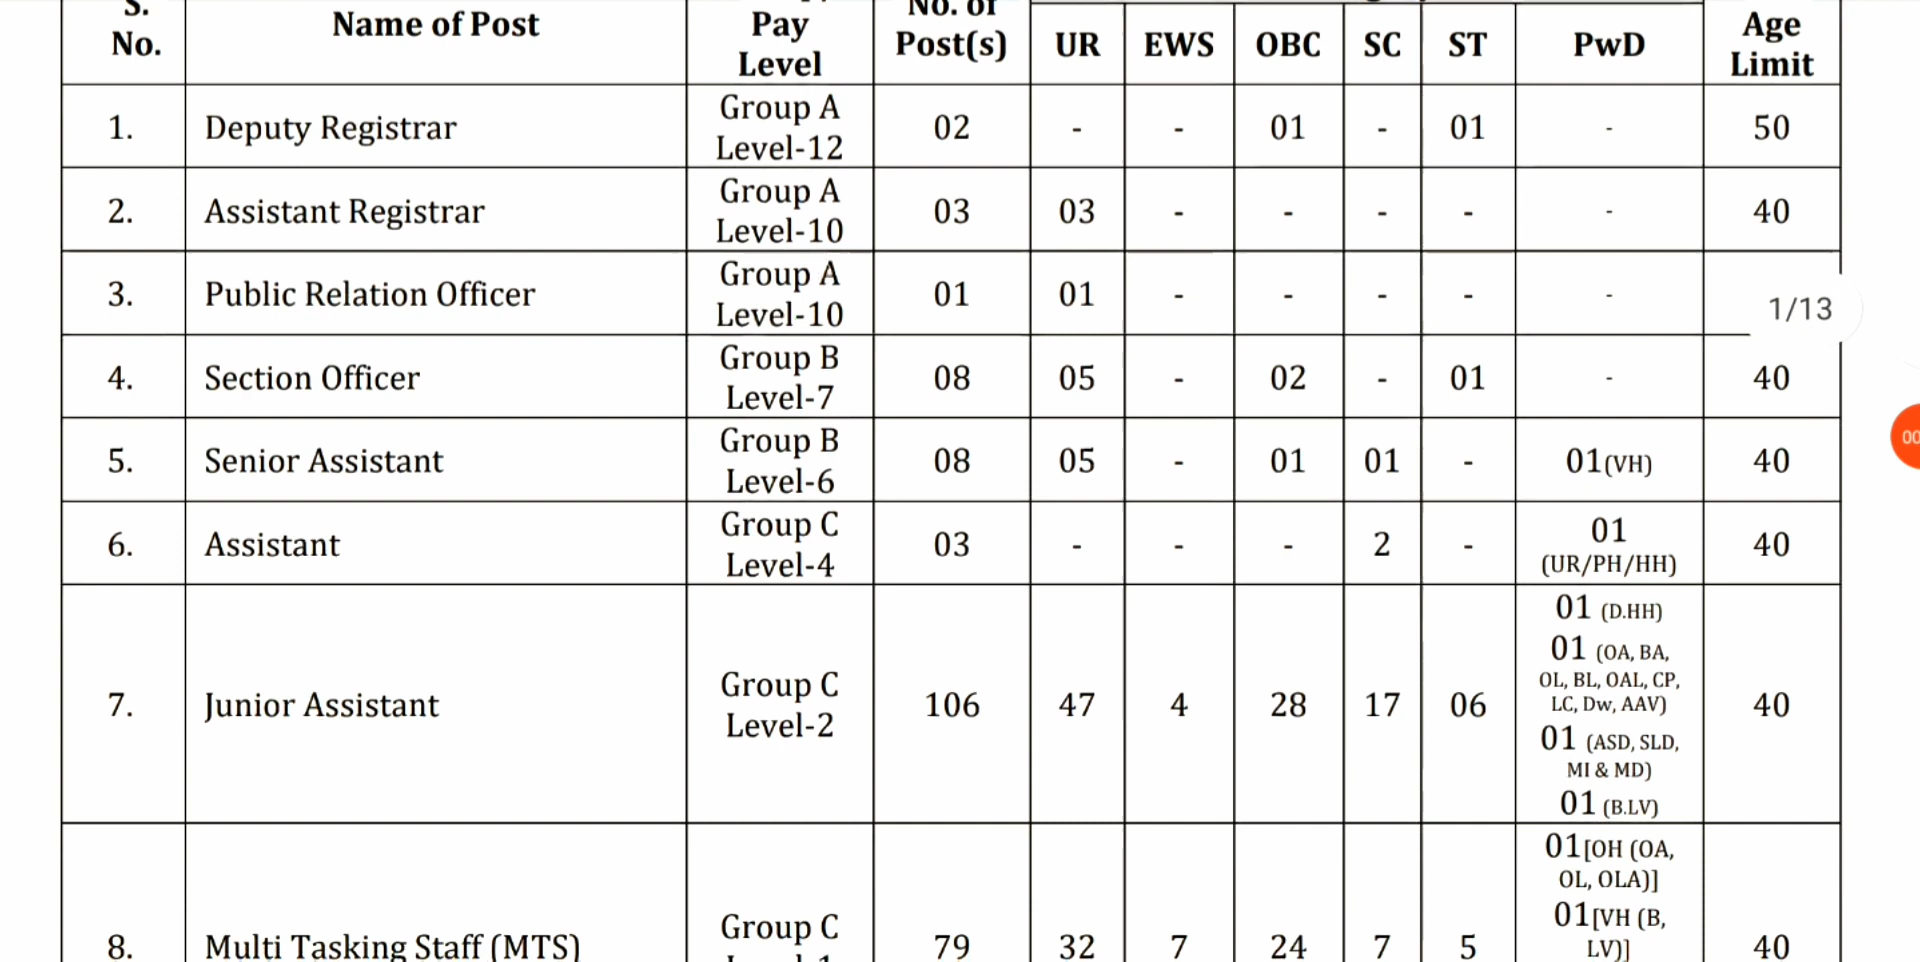 S. No. Name of Post Pay Level No. of Post(s) UR EWS OBC SC ST PwD Age Limit
1. Deputy Registrar Group A Level-12 02 - - 01 - 01 - 50
2. Assistant Registrar Group A Level-10 03 03 - - - - - 40
3. Public Relation Officer Group A Level-10 01 01 - - - - -
1/13
4. Section Officer Group B Level-7 08 05 - 02 - 01 - 40
00
5. Senior Assistant Group B Level-6 08 05 - 01 01 - 01(VH) 40
6. Assistant Group C Level-4 03 - - - 2 - 01 (UR/PH/HH) 40
7. Junior Assistant Group C Level-2 106 47 4 28 17 06 01 (D.HH) 01 (OA, BA, OL, BL, OAL, CP, LC, Dw, AAV) 01 (ASD, SLD, MI & MD) 01 (B.LV) 40
8. Multi Tasking Staff (MTS) Group C 79 32 7 24 7 5 01[OH (OA, OL, OLA)] 01[VH (B, LV)] 40